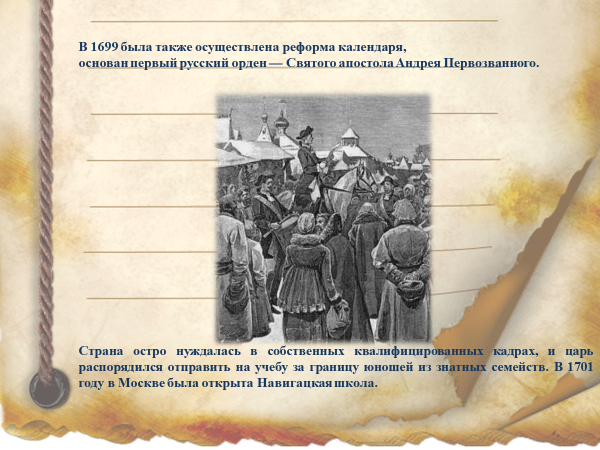 В 1699 была также осуществлена реформа календаря,
основан первый русский орден — Святого апостола Андрея Первозванного.
Страна остро нуждалась в собственных квалифицированных кадрах, и царь
распорядился отправить на учебу за границу юношей из знатных семейств. В 1701
году в Москве была открыта Навигацкая школа.